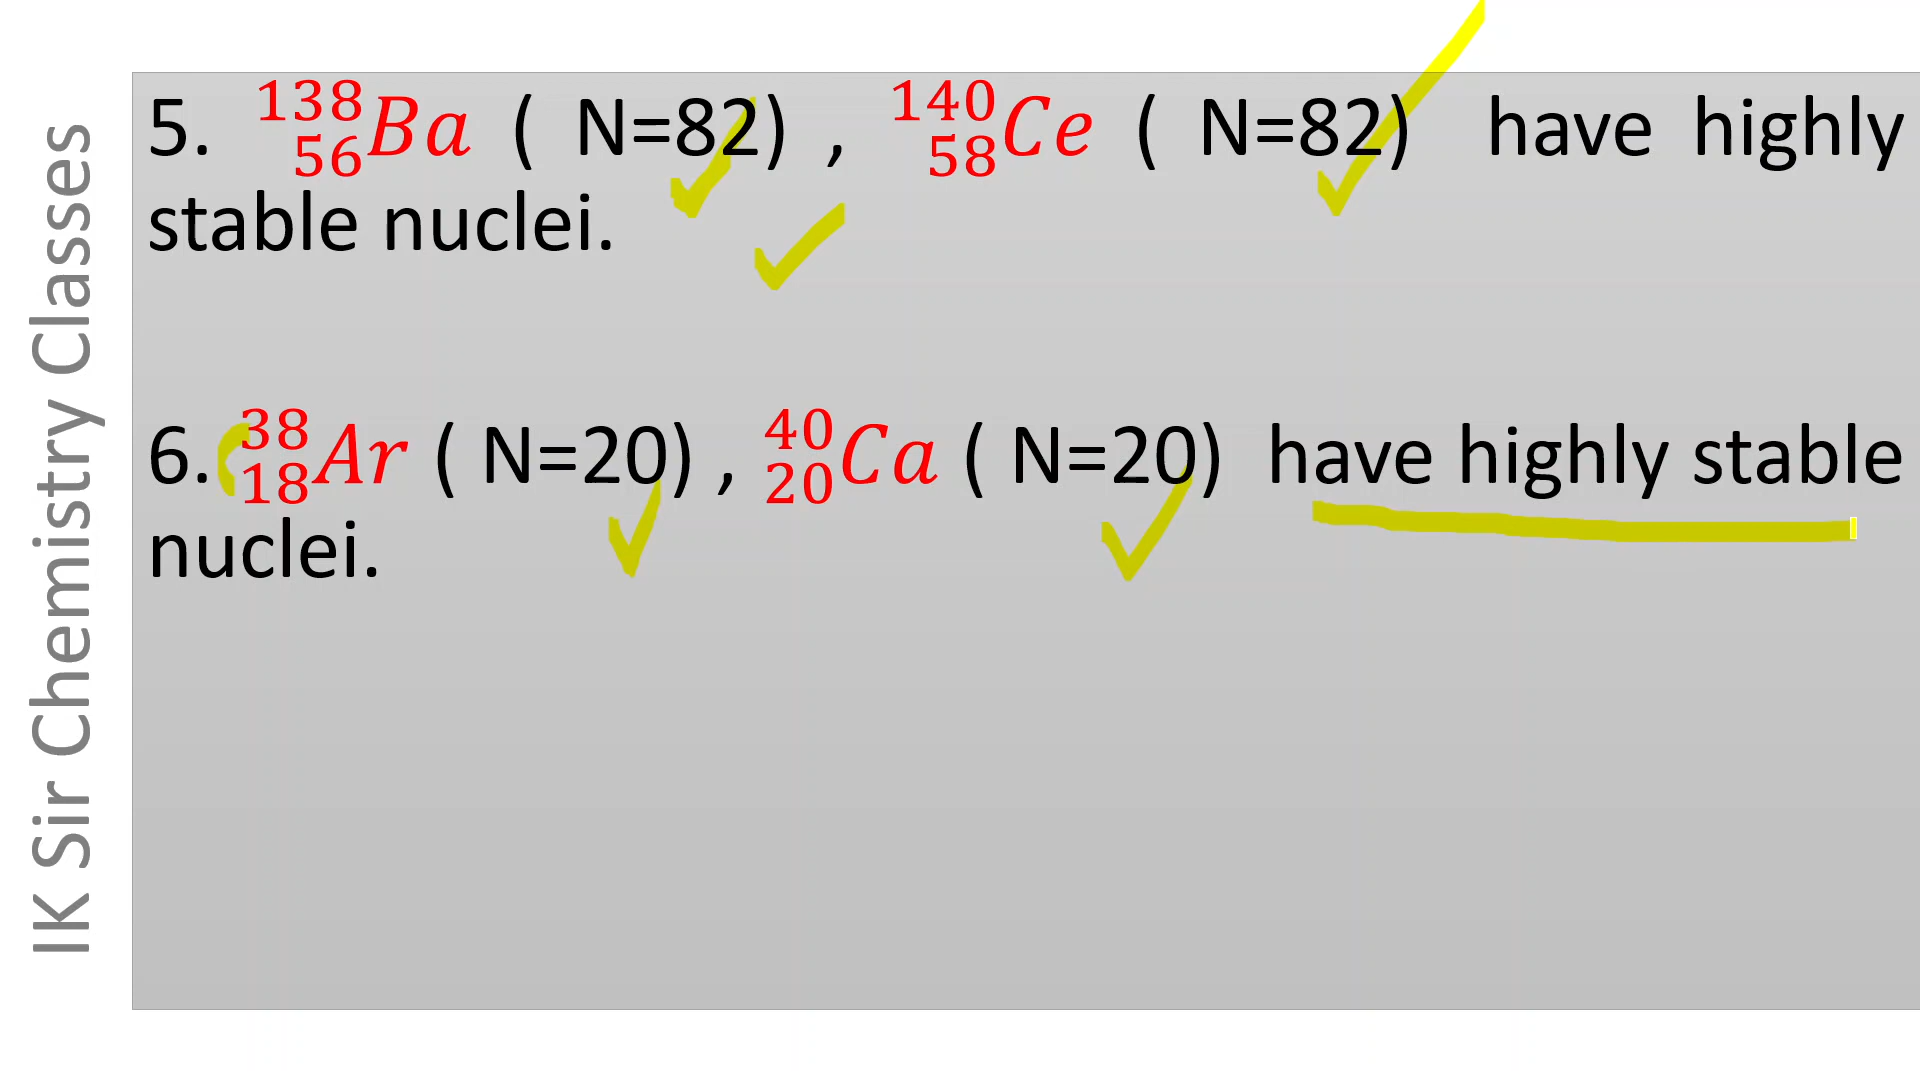 IK Sir Chemistry Classes
5. ¹³⁸₅₆Ba ( N=82) , ¹⁴⁰₅₈Ce ( N=82) have highly
stable nuclei.
6. ³⁸₁₈Ar ( N=20) , ⁴⁰₂₀Ca ( N=20) have highly stable
nuclei.